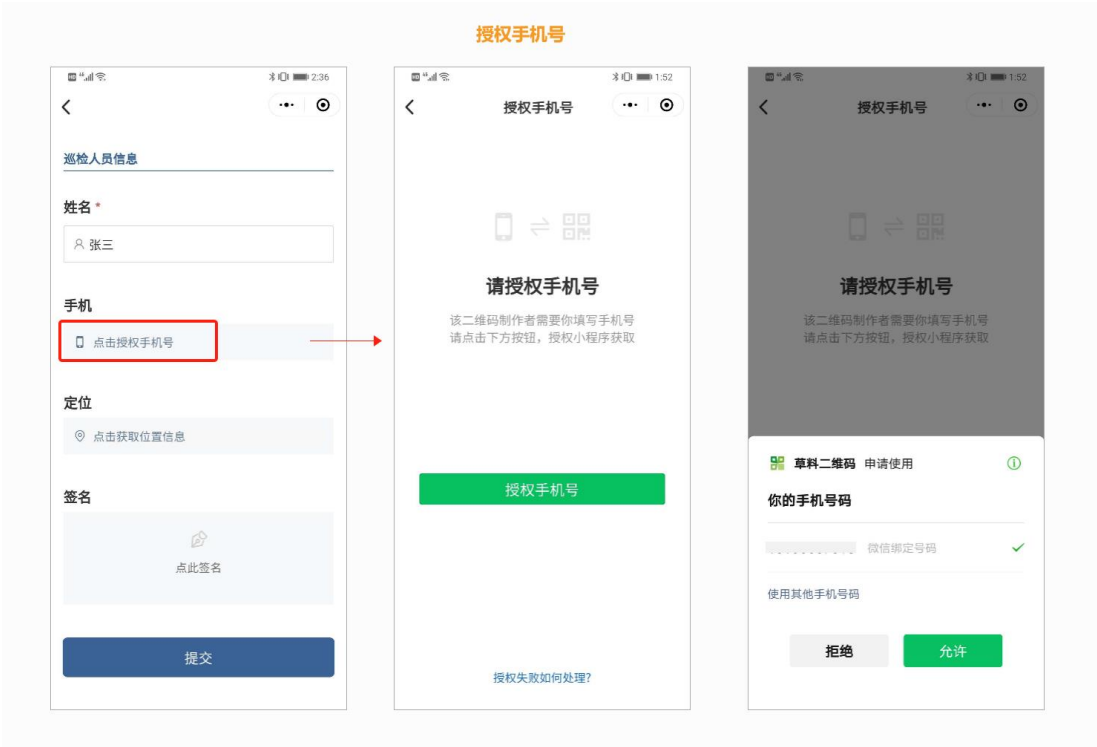 授权手机号
2:36
巡检人员信息
姓名 *
张三
手机
点击授权手机号
定位
点击获取位置信息
签名
点此签名
提交
1:52
授权手机号
请授权手机号
该二维码制作者需要你填写手机号
请点击下方按钮，授权小程序获取
授权手机号
授权失败如何处理?
1:52
授权手机号
请授权手机号
该二维码制作者需要你填写手机号
请点击下方按钮，授权小程序获取
草料二维码 申请使用
你的手机号码
微信绑定号码
使用其他手机号码
拒绝
允许